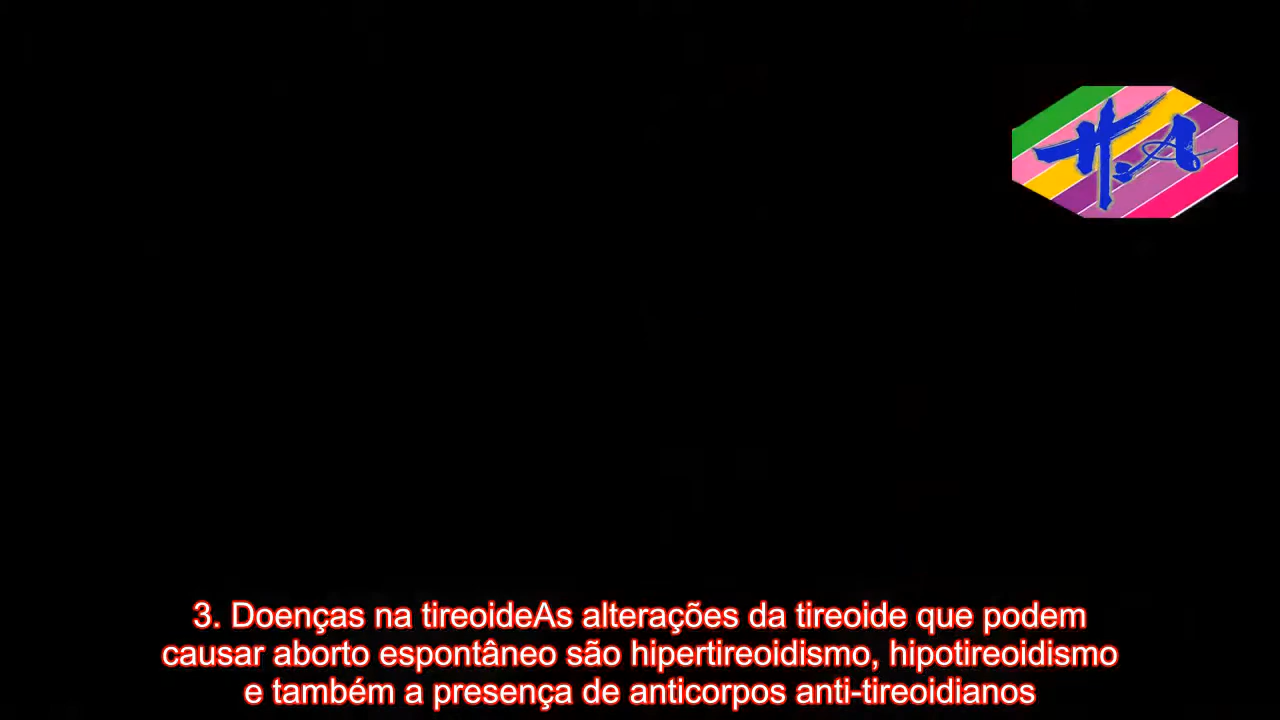 H.A
3. Doenças na tireoideAs alterações da tireoide que podem
causar aborto espontâneo são hipertireoidismo, hipotireoidismo
e também a presença de anticorpos anti-tireoidianos